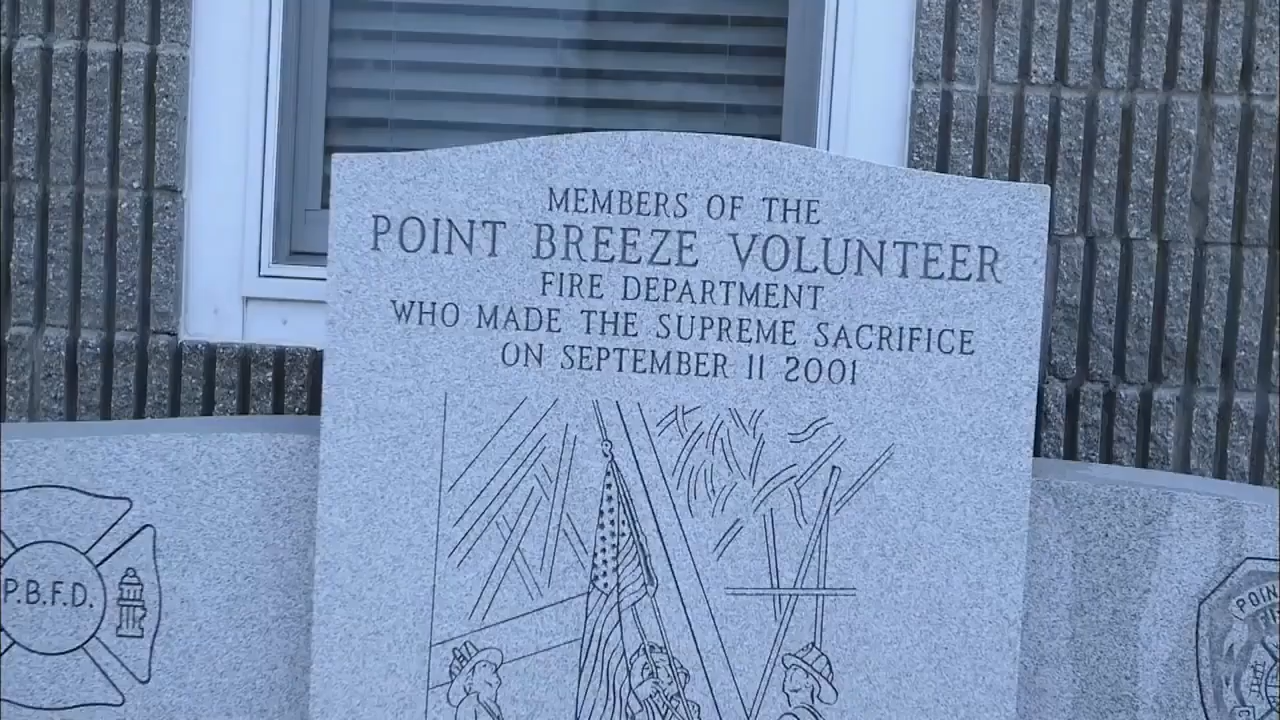 MEMBERS OF THE
POINT BREEZE VOLUNTEER
FIRE DEPARTMENT
WHO MADE THE SUPREME SACRIFICE
ON SEPTEMBER 11 2001
P.B.F.D.